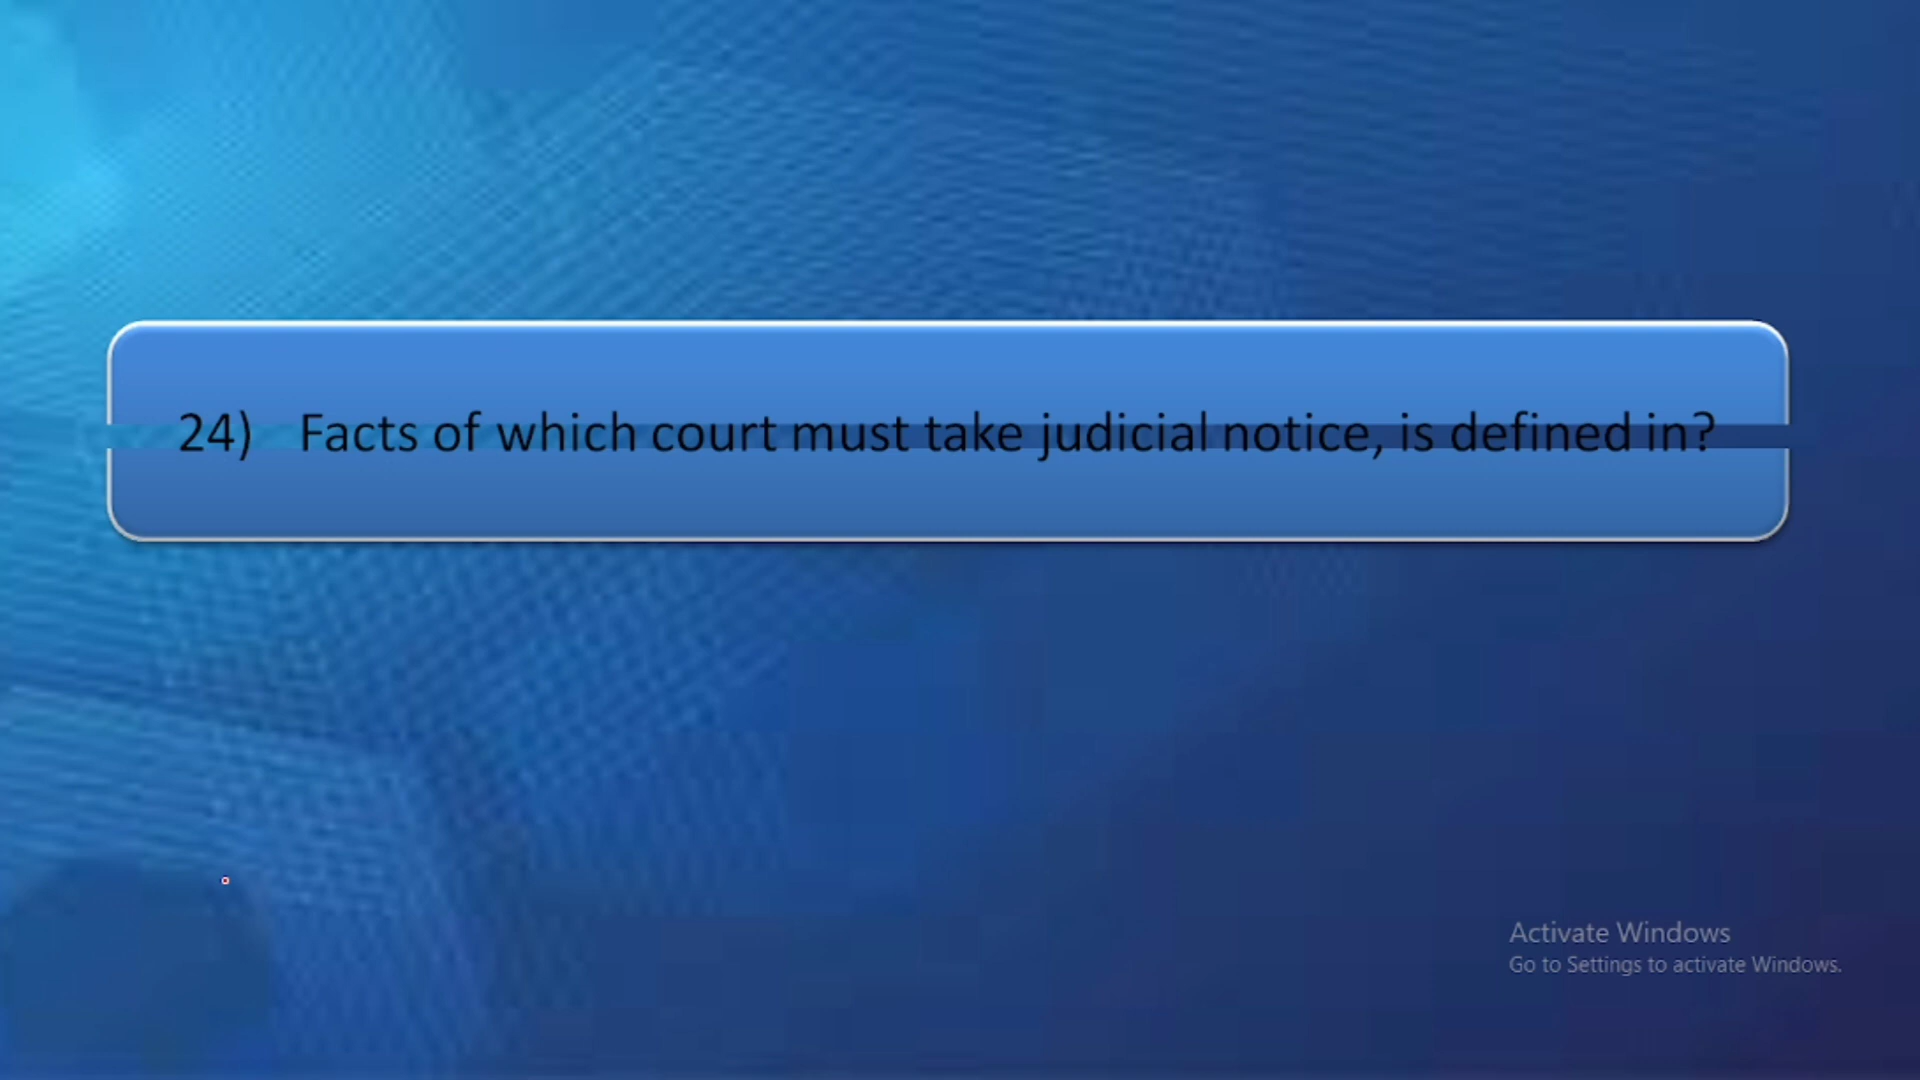 24) Facts of which court must take judicial notice, is defined in?
Activate Windows
Go to Settings to activate Windows.